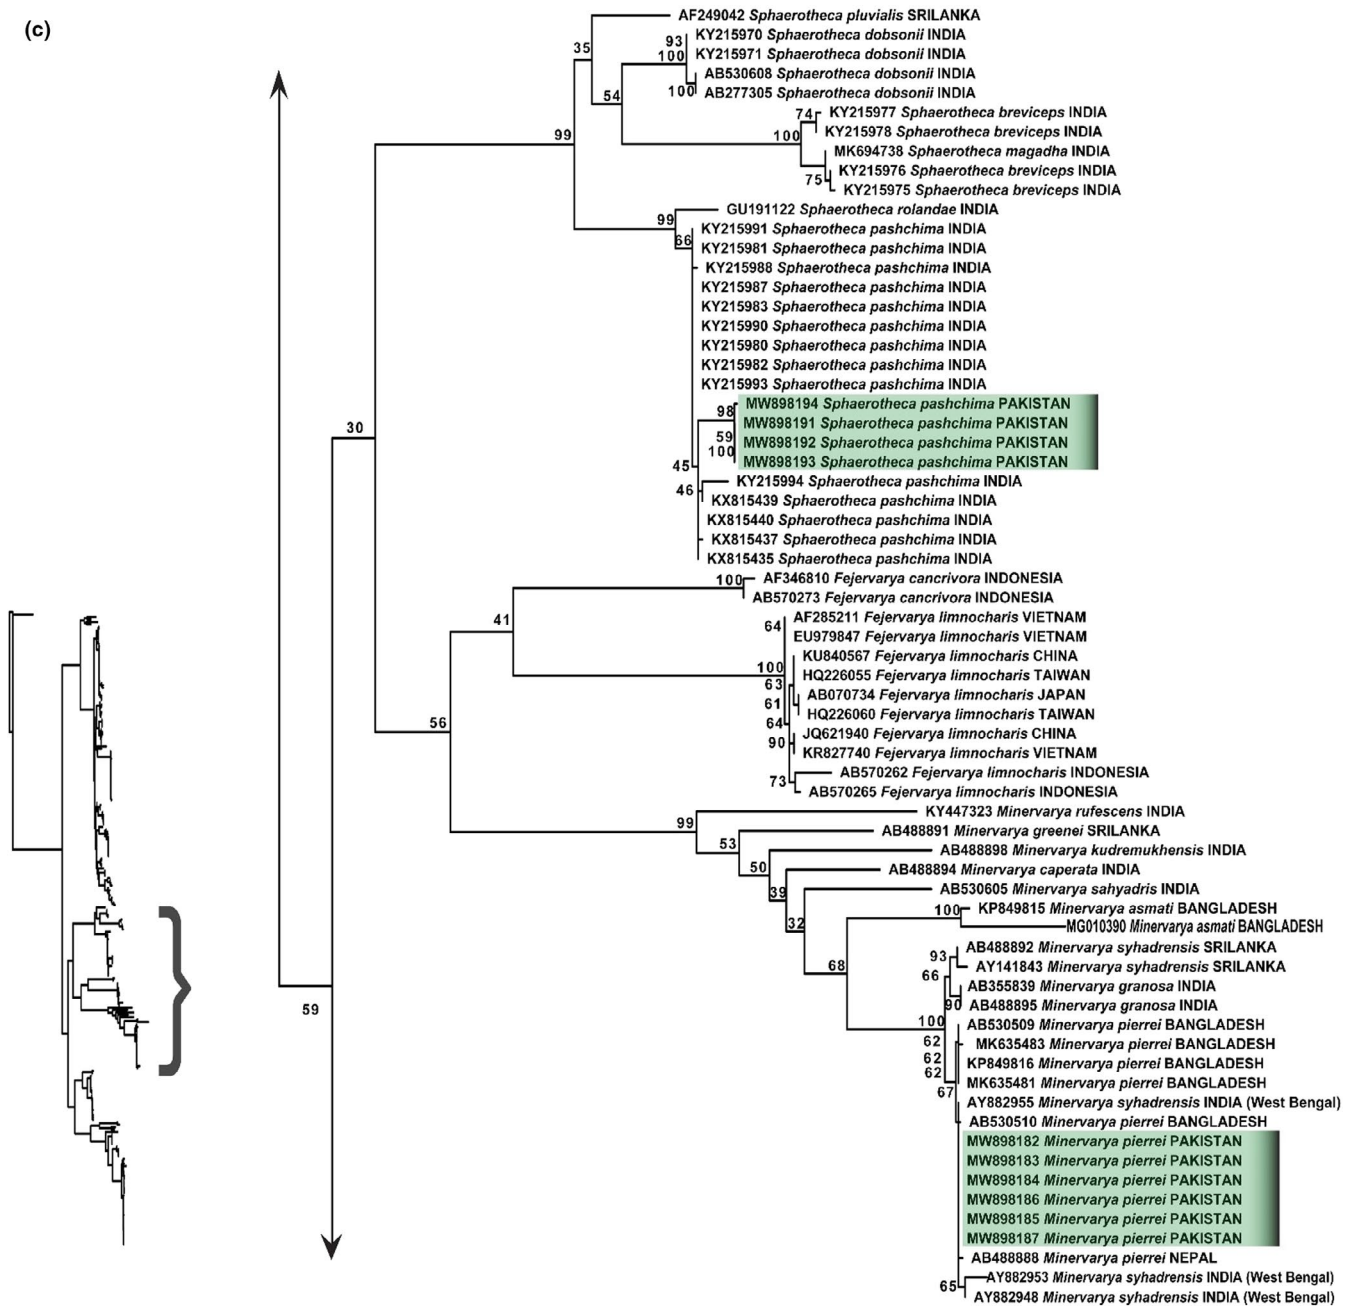 (c)
AF249042 Sphaerotheca pluvialis SRILANKA
35
93
KY215970 Sphaerotheca dobsonii INDIA
100
KY215971 Sphaerotheca dobsonii INDIA
AB530608 Sphaerotheca dobsonii INDIA
100
AB277305 Sphaerotheca dobsonii INDIA
54
74
KY215977 Sphaerotheca breviceps INDIA
99
100
KY215978 Sphaerotheca breviceps INDIA
MK694738 Sphaerotheca magadha INDIA
75
KY215976 Sphaerotheca breviceps INDIA
KY215975 Sphaerotheca breviceps INDIA
GU191122 Sphaerotheca rolandae INDIA
99
KY215991 Sphaerotheca pashchima INDIA
66
KY215981 Sphaerotheca pashchima INDIA
KY215988 Sphaerotheca pashchima INDIA
KY215987 Sphaerotheca pashchima INDIA
KY215983 Sphaerotheca pashchima INDIA
KY215990 Sphaerotheca pashchima INDIA
KY215980 Sphaerotheca pashchima INDIA
KY215982 Sphaerotheca pashchima INDIA
KY215993 Sphaerotheca pashchima INDIA
MW898194 Sphaerotheca pashchima PAKISTAN
98
MW898191 Sphaerotheca pashchima PAKISTAN
30
59
MW898192 Sphaerotheca pashchima PAKISTAN
100
MW898193 Sphaerotheca pashchima PAKISTAN
45
KY215994 Sphaerotheca pashchima INDIA
46
KX815439 Sphaerotheca pashchima INDIA
KX815440 Sphaerotheca pashchima INDIA
KX815437 Sphaerotheca pashchima INDIA
KX815435 Sphaerotheca pashchima INDIA
100
AF346810 Fejervarya cancrivora INDONESIA
AB570273 Fejervarya cancrivora INDONESIA
41
AF285211 Fejervarya limnocharis VIETNAM
64
EU979847 Fejervarya limnocharis VIETNAM
KU840567 Fejervarya limnocharis CHINA
100
HQ226055 Fejervarya limnocharis TAIWAN
63
AB070734 Fejervarya limnocharis JAPAN
61
HQ226060 Fejervarya limnocharis TAIWAN
64
56
JQ621940 Fejervarya limnocharis CHINA
90
KR827740 Fejervarya limnocharis VIETNAM
AB570262 Fejervarya limnocharis INDONESIA
73
AB570265 Fejervarya limnocharis INDONESIA
KY447323 Minervarya rufescens INDIA
99
AB488891 Minervarya greenei SRILANKA
53
AB488898 Minervarya kudremukhensis INDIA
50
AB488894 Minervarya caperata INDIA
39
AB530605 Minervarya sahyadris INDIA
100
KP849815 Minervarya asmati BANGLADESH
32
MG010390 Minervarya asmati BANGLADESH
AB488892 Minervarya syhadrensis SRILANKA
93
AY141843 Minervarya syhadrensis SRILANKA
68
66
AB355839 Minervarya granosa INDIA
90
AB488895 Minervarya granosa INDIA
59
100
AB530509 Minervarya pierrei BANGLADESH
62
MK635483 Minervarya pierrei BANGLADESH
62
KP849816 Minervarya pierrei BANGLADESH
62
MK635481 Minervarya pierrei BANGLADESH
67
AY882955 Minervarya syhadrensis INDIA (West Bengal)
AB530510 Minervarya pierrei BANGLADESH
MW898182 Minervarya pierrei PAKISTAN
MW898183 Minervarya pierrei PAKISTAN
MW898184 Minervarya pierrei PAKISTAN
MW898186 Minervarya pierrei PAKISTAN
MW898185 Minervarya pierrei PAKISTAN
MW898187 Minervarya pierrei PAKISTAN
AB488888 Minervarya pierrei NEPAL
65
AY882953 Minervarya syhadrensis INDIA (West Bengal)
AY882948 Minervarya syhadrensis INDIA (West Bengal)